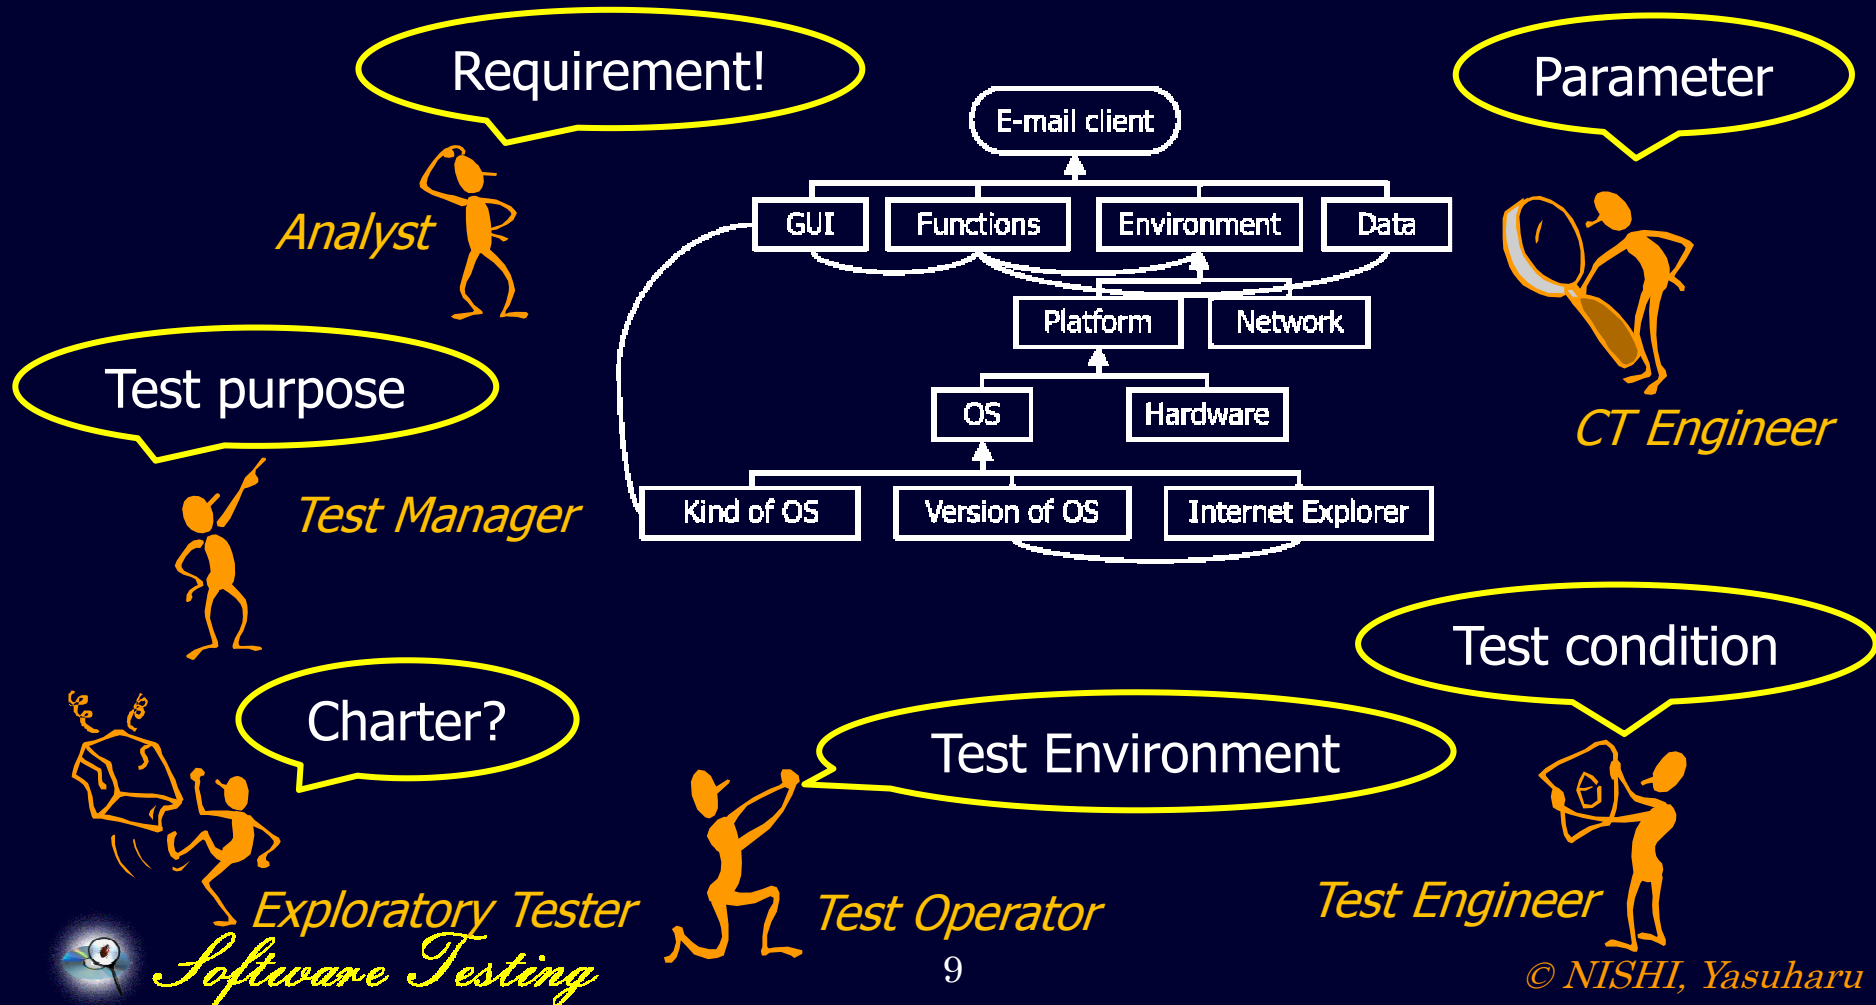 Requirement!
Parameter
E-mail client
Analyst
GUI
Functions
Environment
Data
Platform
Network
Test purpose
OS
Hardware
CT Engineer
Test Manager
Kind of OS
Version of OS
Internet Explorer
Test condition
Charter?
Test Environment
Exploratory Tester
Test Operator
Test Engineer
Software Testing
9
© NISHI, Yasuharu